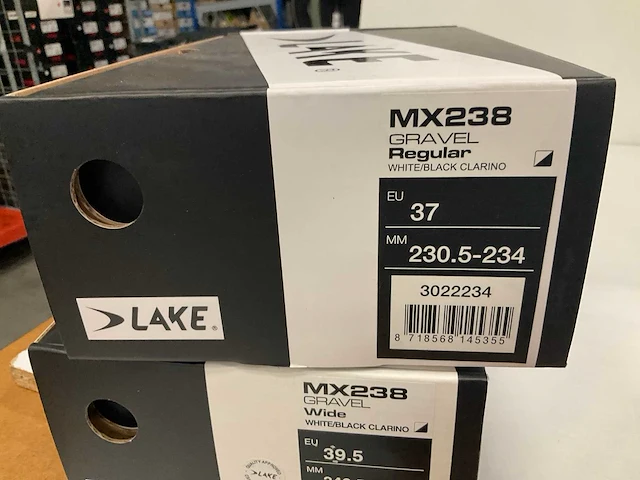 LAKE
MX238
GRAVEL
Regular
WHITE/BLACK CLARINO
EU
37
MM
230.5-234
3022234
8 718568 145355
LAKE
MX238
GRAVEL
Wide
WHITE/BLACK CLARINO
EU
39.5
MM
LAKE